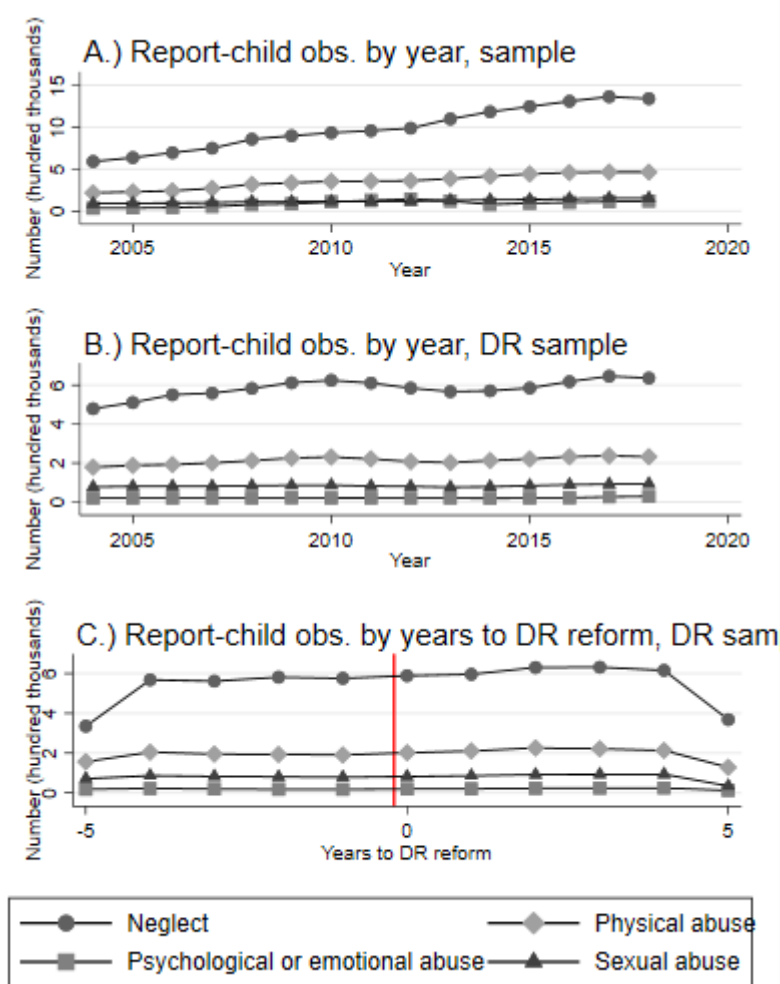 A.) Report-child obs. by year, sample
Number (hundred thousands)
15
10
5
0
2005 2010 2015 2020
Year
B.) Report-child obs. by year, DR sample
Number (hundred thousands)
6
4
2
0
2005 2010 2015 2020
Year
C.) Report-child obs. by years to DR reform, DR sam
Number (hundred thousands)
6
4
2
0
-5 0 5
Years to DR reform
Neglect Physical abuse
Psychological or emotional abuse Sexual abuse